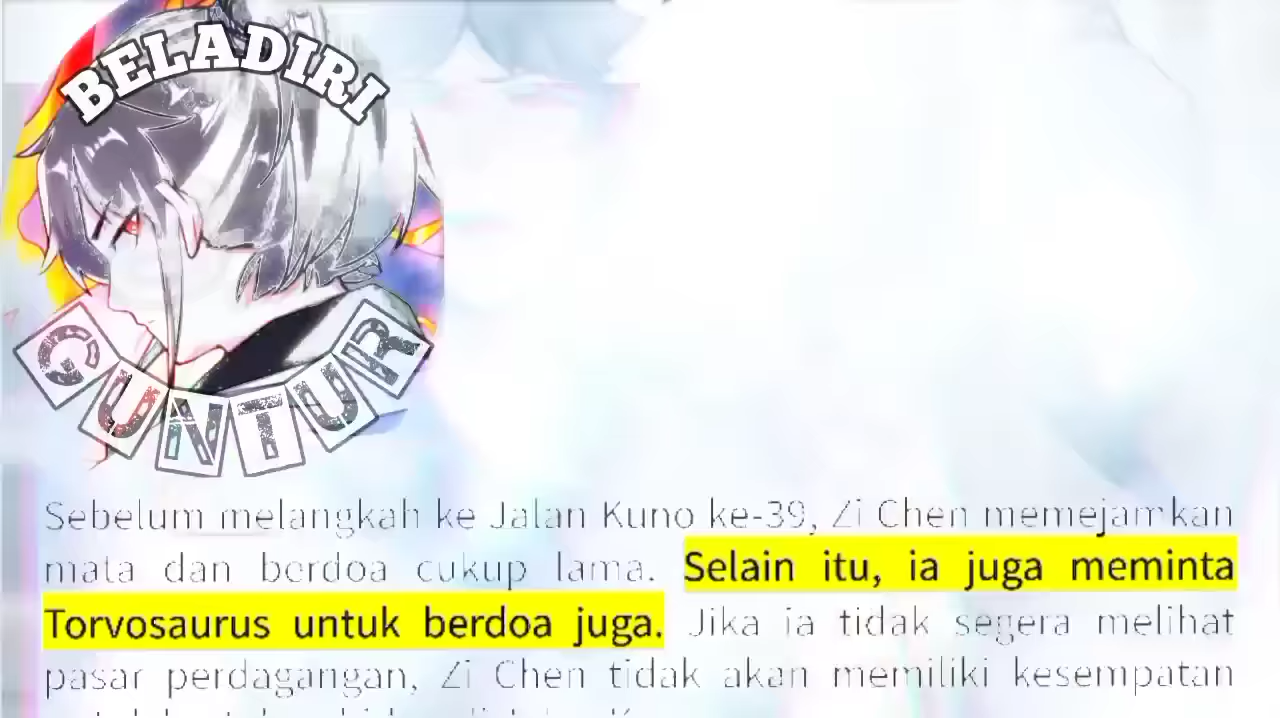 BELADIRI
GUNTUR
Sebelum melangkah ke Jalan Kuno ke-39, Zi Chen memejamkan
mata dan berdoa cukup lama. Selain itu, ia juga meminta
Torvosaurus untuk berdoa juga. Jika ia tidak segera melihat
pasar perdagangan, Zi Chen tidak akan memiliki kesempatan